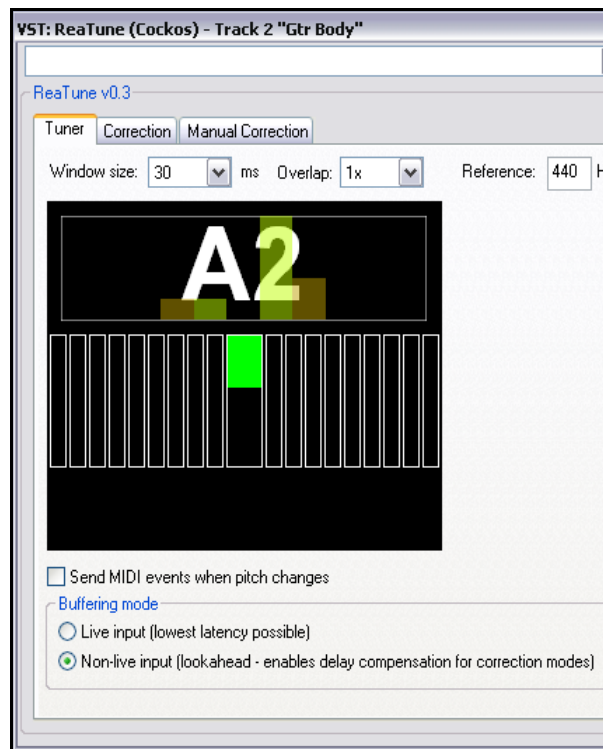 VST: ReaTune (Cockos) - Track 2 "Gtr Body"
ReaTune v0.3
Tuner Correction Manual Correction
Window size: 30 ms Overlap: 1x Reference: 440 H
A2
Send MIDI events when pitch changes
Buffering mode
Live input (lowest latency possible)
Non-live input (lookahead - enables delay compensation for correction modes)